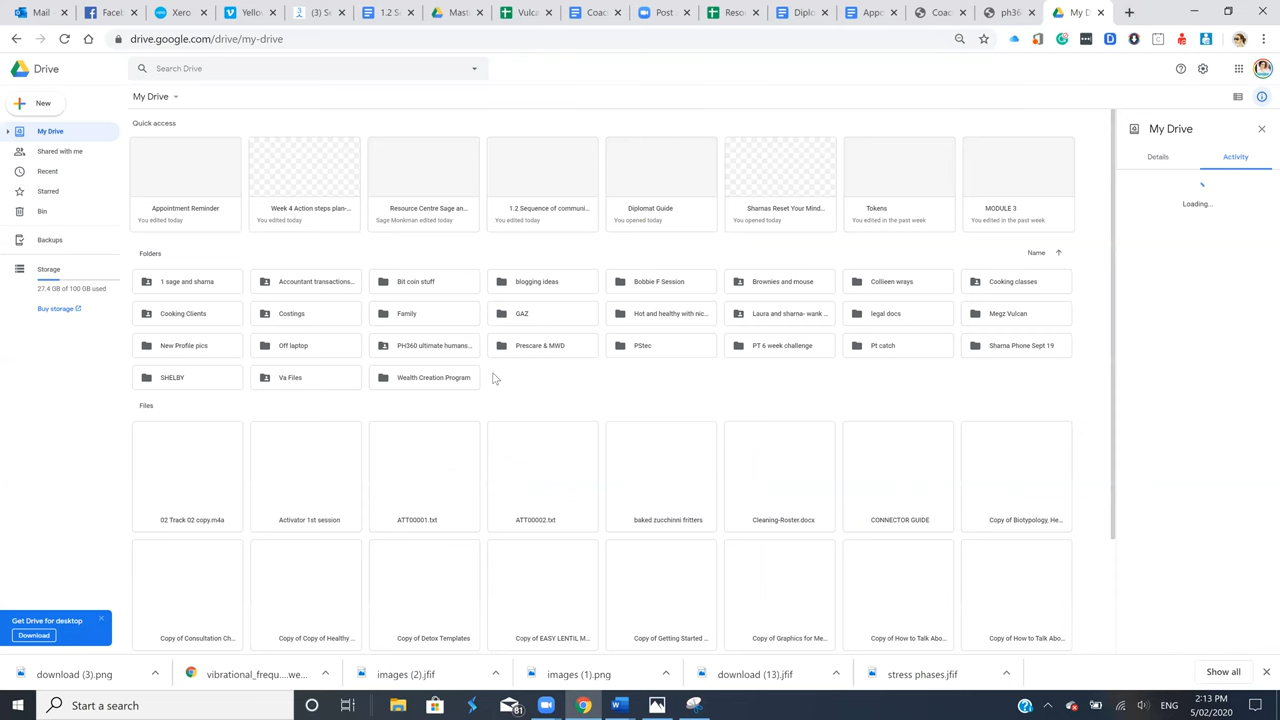 Mail
Faceb
Yelo
(3) Se
1.2 S
Maste
Vulca
Coac
Post
Reso
Diplo
Appo
Coac
ph36
My D
drive.google.com/drive/my-drive
Drive
Search Drive
New
My Drive
My Drive
Shared with me
Recent
Starred
Bin
Backups
Storage
27.4 GB of 100 GB used
Buy storage
Quick access
Appointment Reminder
You edited today
Week 4 Action steps plan-...
You edited today
Resource Centre Sage an...
Sage Monkman edited today
1.2 Sequence of communi...
You edited today
Diplomat Guide
You opened today
Sharnas Reset Your Mind...
You opened today
Tokens
You edited in the past week
MODULE 3
You edited in the past week
Folders
Name
1 sage and sharna
Accountant transactions...
Bit coin stuff
blogging ideas
Bobbie F Session
Brownies and mouse
Collieen wrays
Cooking classes
Cooking Clients
Costings
Family
GAZ
Hot and healthy with nic...
Laura and sharna- wank ...
legal docs
Megz Vulcan
New Profile pics
Off laptop
PH360 ultimate humans...
Prescare & MWD
PStec
PT 6 week challenge
Pt catch
Sharna Phone Sept 19
SHELBY
Va Files
Wealth Creation Program
Files
02 Track 02 copy.m4a
Activator 1st session
ATT00001.txt
ATT00002.txt
baked zucchinni fritters
Cleaning-Roster.docx
CONNECTOR GUIDE
Copy of Biotypology, He...
Copy of Consultation Ch...
Copy of Copy of Healthy ...
Copy of Detox Templates
Copy of EASY LENTIL M...
Copy of Getting Started ...
Copy of Graphics for Me...
Copy of How to Talk Abo...
Copy of How to Talk Abo...
My Drive
Details
Activity
Loading...
Get Drive for desktop
Download
download (3).png
vibrational_frequ....we...
images (2).jfif
images (1).png
download (13).jfif
stress phases.jfif
Show all
Start a search
81
ENG
2:13 PM
5/02/2020